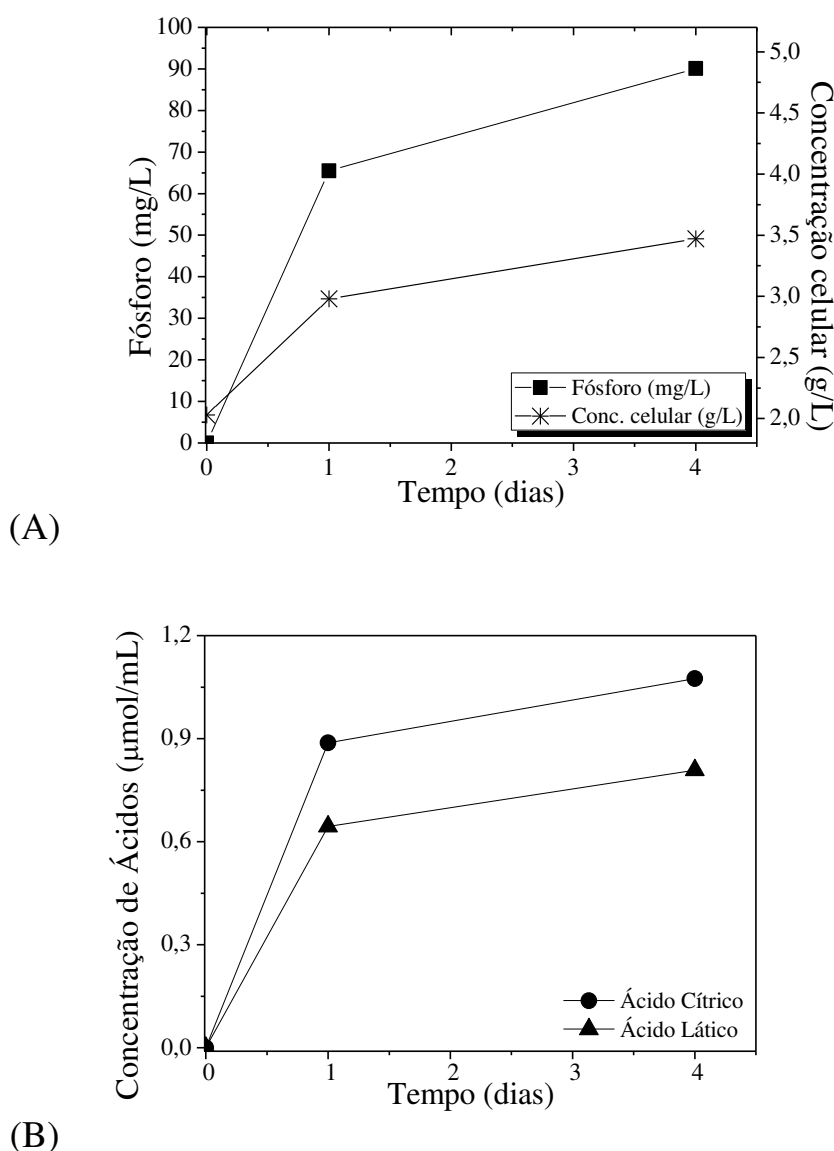 100
90
80
70
60
50
40
30
20
10
0
Fósforo (mg/L)
5,0
4,5
4,0
3,5
3,0
2,5
2,0
Concentração celular (g/L)
Fósforo (mg/L)
Conc. celular (g/L)
0 1 2 3 4
Tempo (dias)
(A)
1,2
0,9
0,6
0,3
0,0
Concentração de Ácidos (μmol/mL)
Ácido Cítrico
Ácido Lático
0 1 2 3 4
Tempo (dias)
(B)